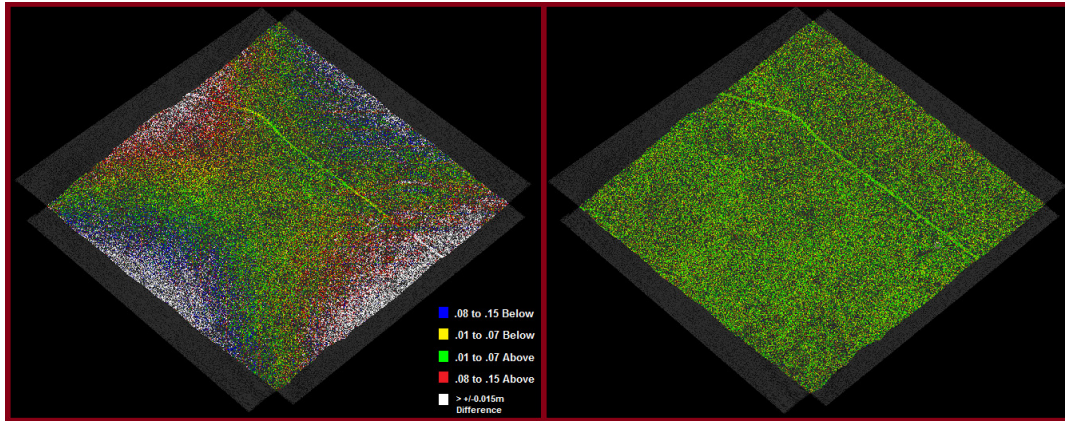 .08 to .15 Below
.01 to .07 Below
.01 to .07 Above
.08 to .15 Above
> +/-0.015m
Difference